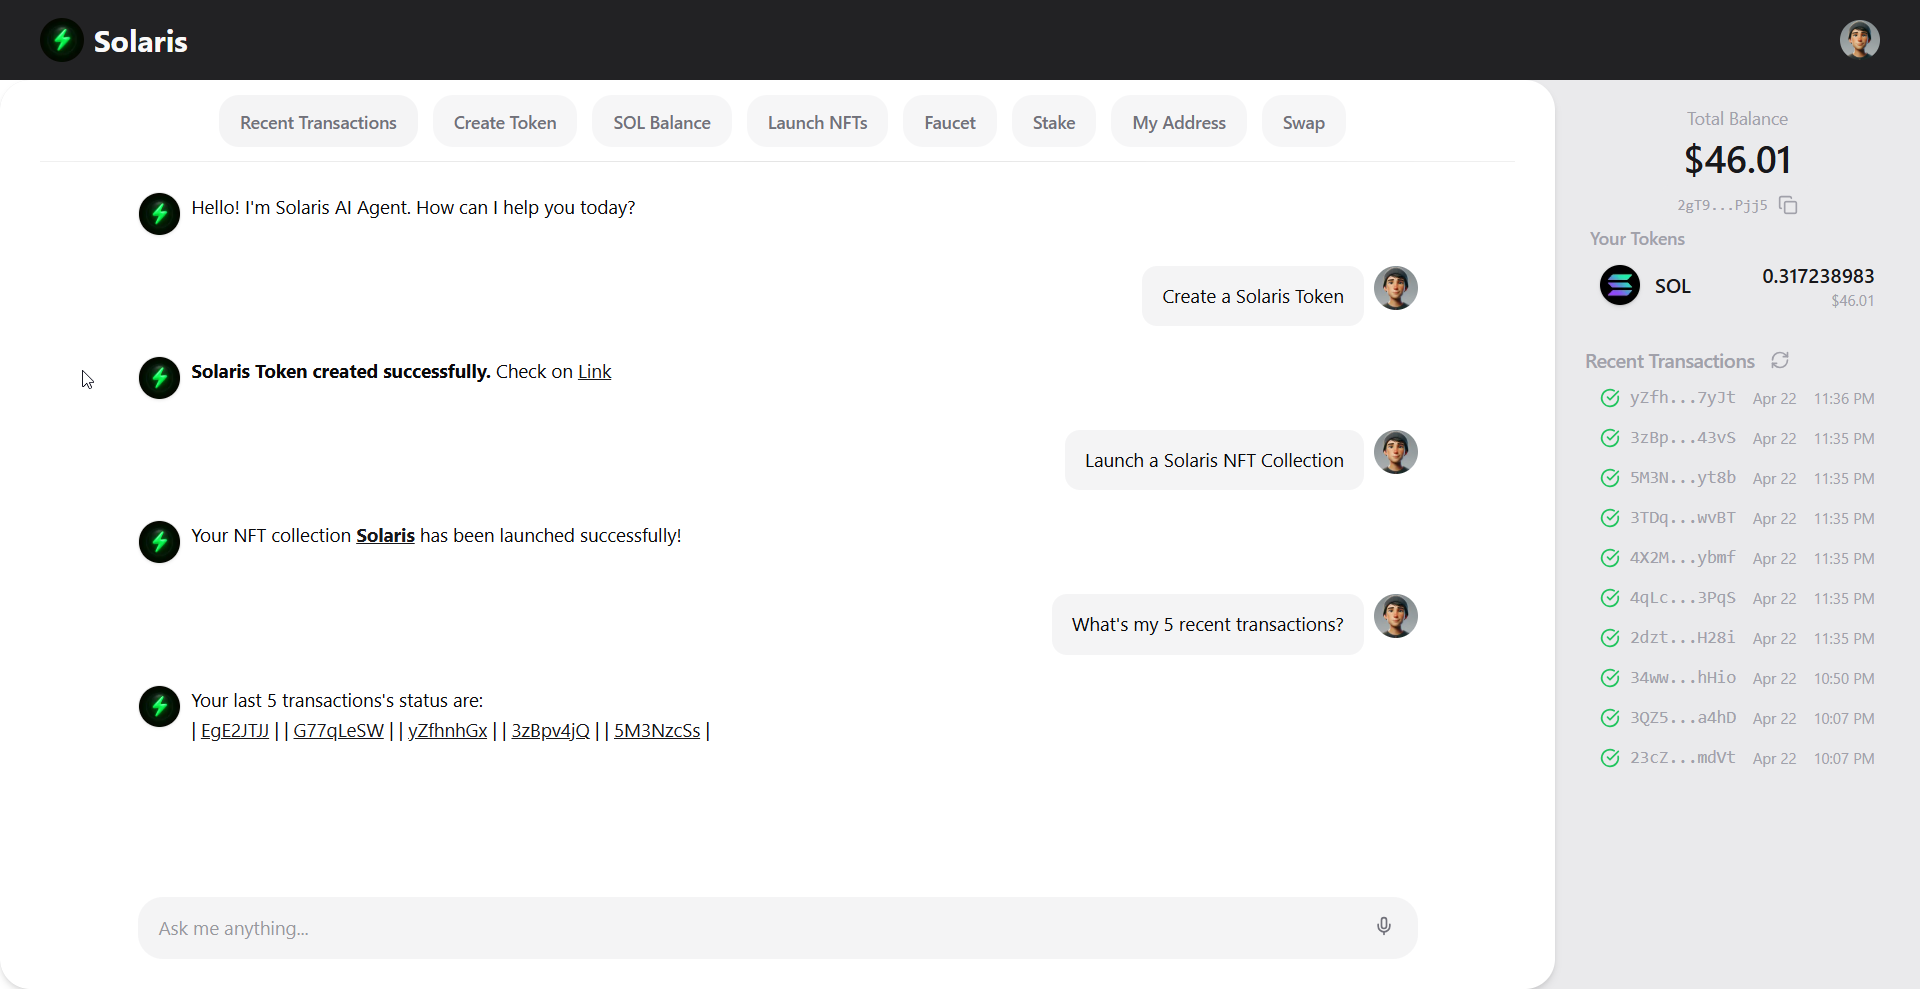 Solaris
Recent Transactions
Create Token
SOL Balance
Launch NFTs
Faucet
Stake
My Address
Swap
Hello! I'm Solaris AI Agent. How can I help you today?
Create a Solaris Token
Solaris Token created successfully. Check on Link
Launch a Solaris NFT Collection
Your NFT collection Solaris has been launched successfully!
What's my 5 recent transactions?
Your last 5 transactions's status are:
| EgE2JTJJ | | G77qLeSW | | yZfhnhGx | | 3zBpv4jQ | | 5M3NzcSs |
Ask me anything...
Total Balance
$46.01
2gT9...Pjj5
Your Tokens
SOL 0.317238983
$46.01
Recent Transactions
yZfh...7yJt Apr 22 11:36 PM
3zBp...43vS Apr 22 11:35 PM
5M3N...yt8b Apr 22 11:35 PM
3TDq...wvBT Apr 22 11:35 PM
4X2M...ybmf Apr 22 11:35 PM
4qLc...3PqS Apr 22 11:35 PM
2dzt...H28i Apr 22 11:35 PM
34ww...hHio Apr 22 10:50 PM
3QZ5...a4hD Apr 22 10:07 PM
23cZ...mdVt Apr 22 10:07 PM